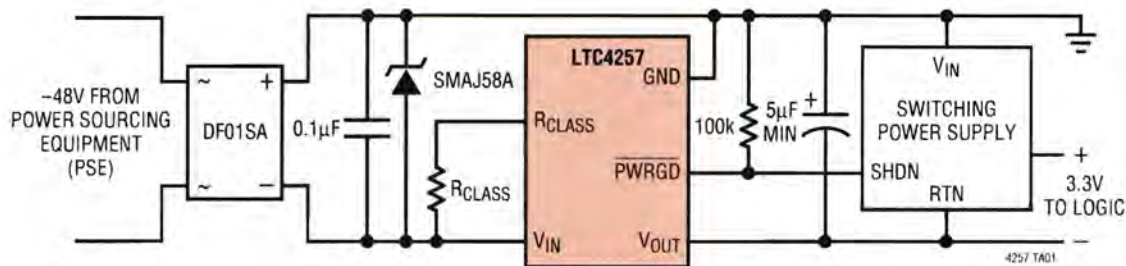 –48V FROM
POWER SOURCING
EQUIPMENT
(PSE)
~
~
+
–
DF01SA
0.1µF
SMAJ58A
RCLASS
LTC4257
GND
RCLASS
PWRGD
VIN
VOUT
100k
5µF
MIN
+
VIN
SWITCHING
POWER SUPPLY
SHDN
RTN
+
3.3V
TO LOGIC
–
4257 TA01